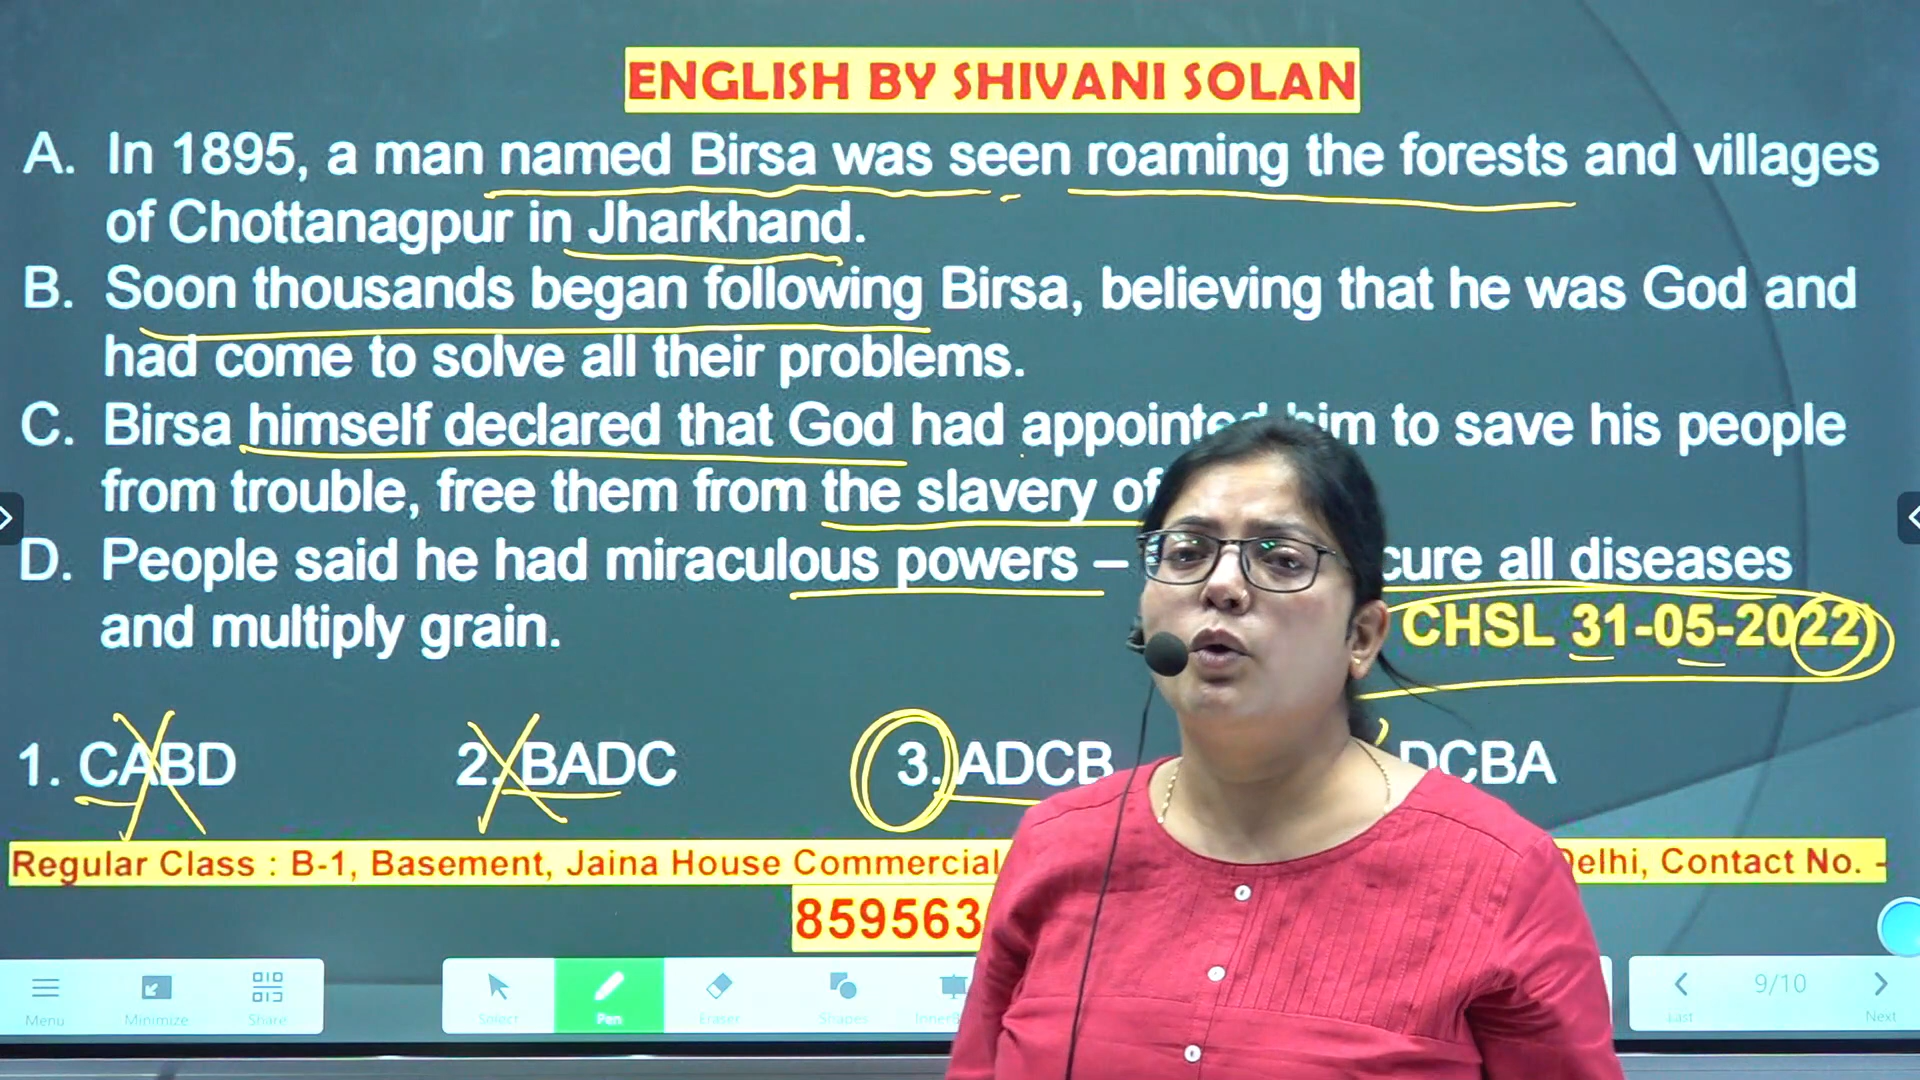 ENGLISH BY SHIVANI SOLAN
A. In 1895, a man named Birsa was seen roaming the forests and villages
of Chottanagpur in Jharkhand.
B. Soon thousands began following Birsa, believing that he was God and
had come to solve all their problems.
C. Birsa himself declared that God had appointed him to save his people
from trouble, free them from the slavery of
D. People said he had miraculous powers – cure all diseases
and multiply grain.
CHSL 31-05-2022)
1. CABD 2. BADC 3. ADCB DCBA
Regular Class : B-1, Basement, Jaina House Commercial Delhi, Contact No. -
859563
Menu Minimize Share Select Pen Eraser Shapes
9/10
Last Next